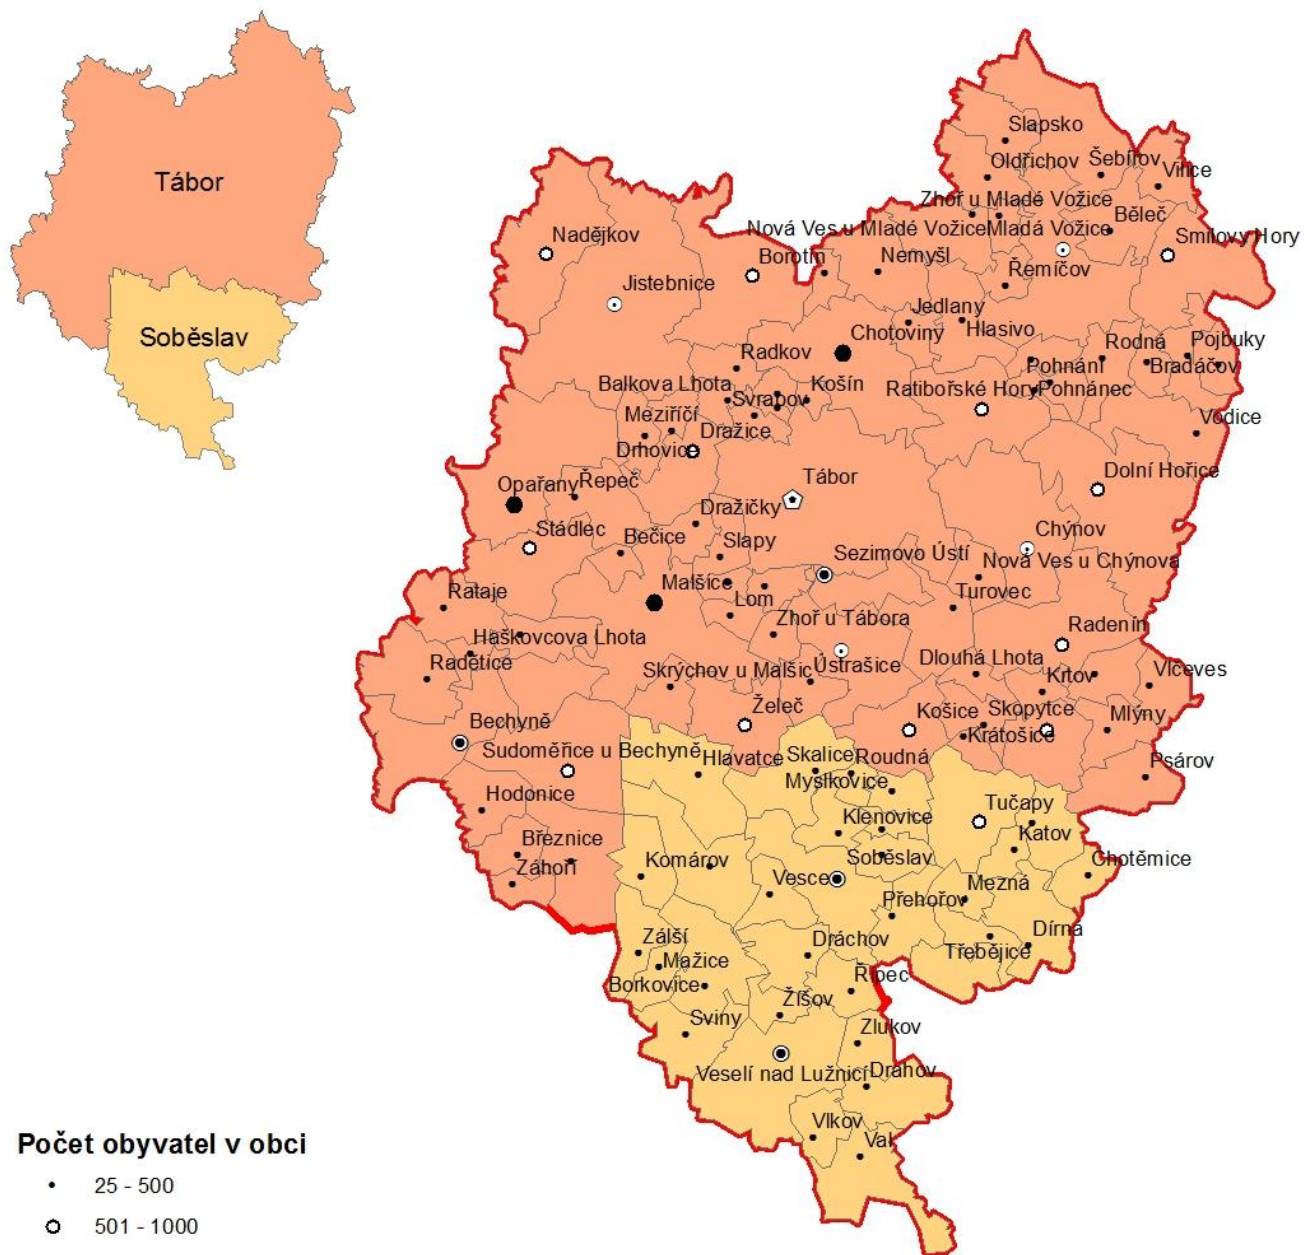 Tábor
Soběslav
Slapsko
Oldřichov
Šebířov
Vilice
Zhoř u Mladé Vožice
Nová Ves u Mladé Vožice
Mladá Vožice
Běleč
Smilovy Hory
Nadějkov
Borotín
Nemyšl
Řemíčov
Jistebnice
Jedlany
Hlasivo
Chotoviny
Radkov
Rodná
Pojbuky
Pohnání
Bradáčov
Balkova Lhota
Svrabov
Košín
Ratibořské Hory
Pohnánec
Meziříčí
Dražice
Drhovice
Vodice
Opařany
Řepeč
Tábor
Dolní Hořice
Dražičky
Stádlec
Bečice
Slapy
Sezimovo Ústí
Chýnov
Nová Ves u Chýnova
Malšice
Rataje
Lom
Zhoř u Tábora
Turovec
Radenín
Haškovcova Lhota
Radětice
Skrýchov u Malšic
Ústrašice
Dlouhá Lhota
Krtov
Vlčeves
Želeč
Košice
Skopytce
Mlýny
Krátošice
Bechyně
Sudoměřice u Bechyně
Hlavatce
Skalice
Roudná
Myslkovice
Psárov
Hodonice
Klenovice
Tučapy
Katov
Březnice
Soběslav
Chotěmice
Záhoří
Komárov
Vesce
Přehořov
Mezná
Dírná
Zálší
Dráchov
Třebějice
Mažice
Borkovice
Řípec
Žíšov
Sviny
Zlukov
Veselí nad Lužnicí
Drahov
Vlkov
Val
Počet obyvatel v obci
25 - 500
501 - 1000